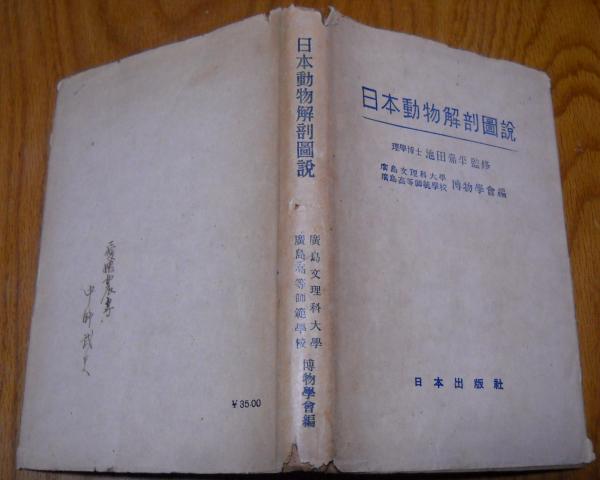 日本動物解剖圖說
理學博士 池田嘉平 監修
廣島文理科大學
廣島高等師範學校 博物學會編
日本出版社
日本動物解剖圖說
廣島文理科大學
廣島高等師範學校 博物學會編
¥35.00